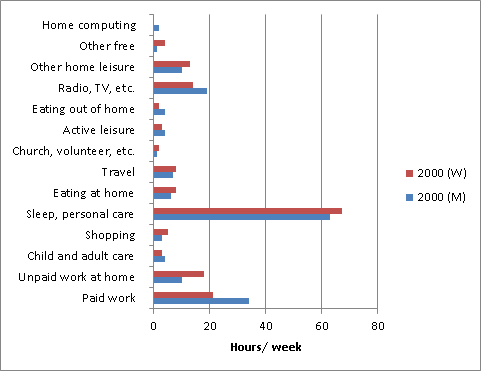 Home computing
Other free
Other home leisure
Radio, TV, etc.
Eating out of home
Active leisure
Church, volunteer, etc.
Travel
Eating at home
Sleep, personal care
Shopping
Child and adult care
Unpaid work at home
Paid work
2000 (W)
2000 (M)
0 20 40 60 80
Hours/ week